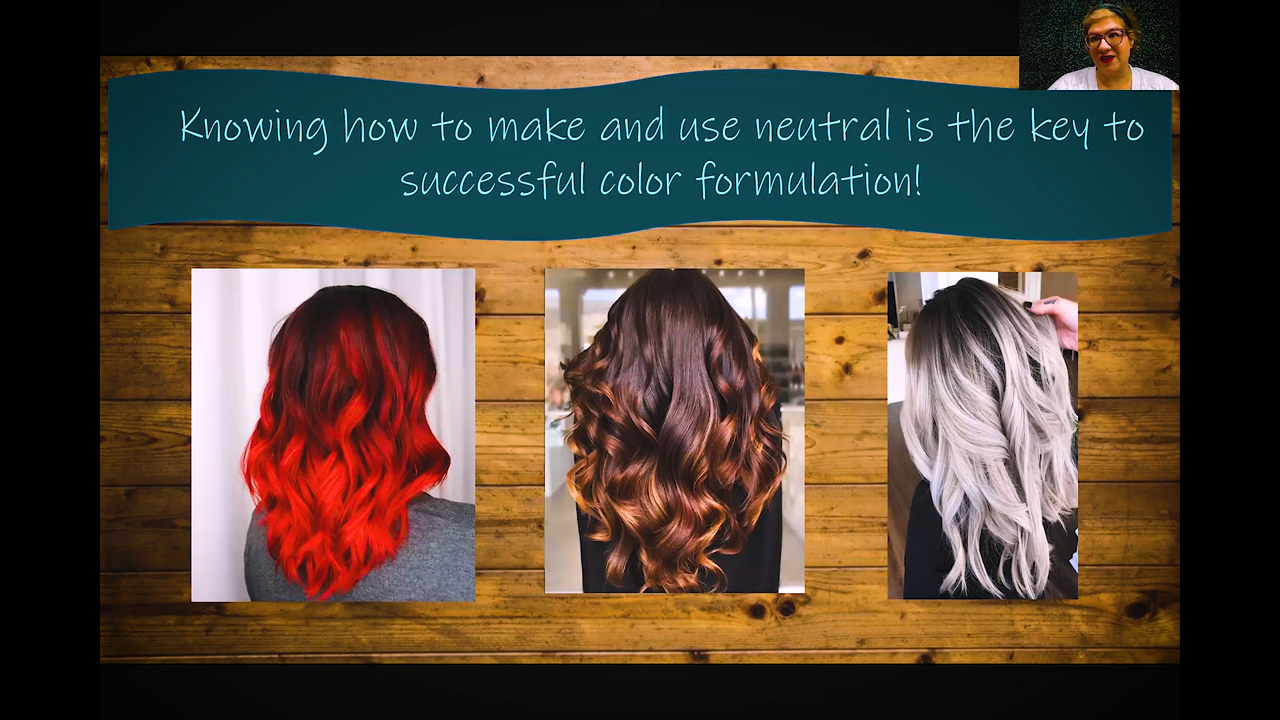 Knowing how to make and use neutral is the key to
successful color formulation!